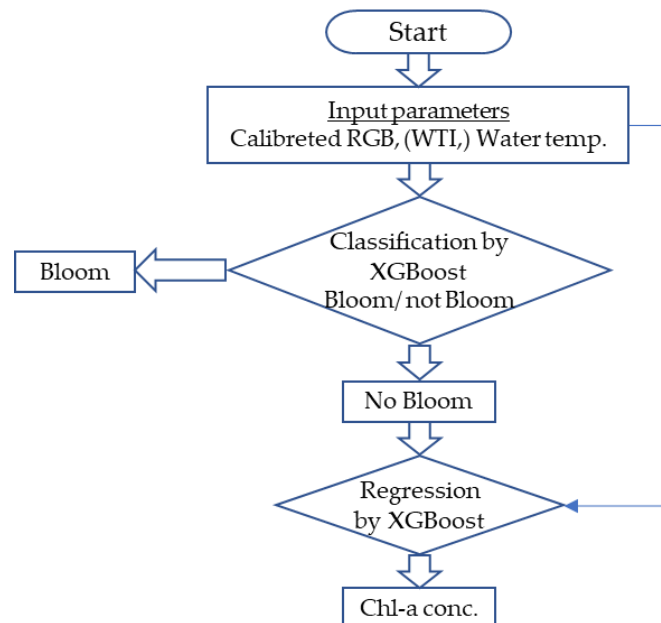 Start
Input parameters
Calibreted RGB, (WTI,) Water temp.
Classification by
XGBoost
Bloom/not Bloom
Bloom
No Bloom
Regression
by XGBoost
Chl-a conc.